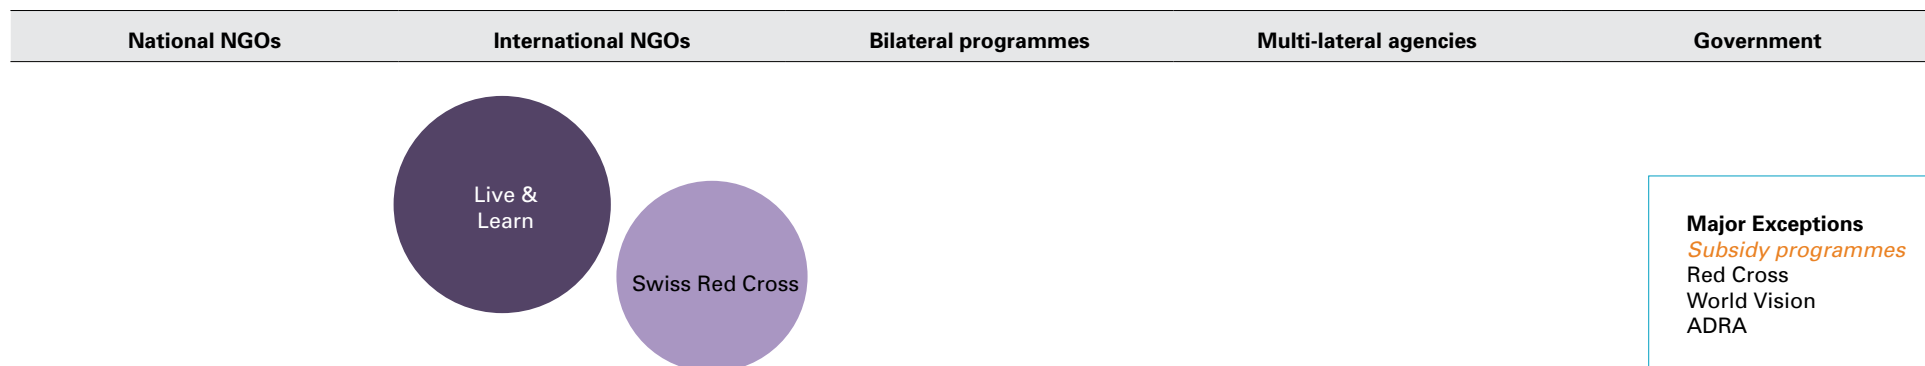 National NGOs
International NGOs
Bilateral programmes
Multi-lateral agencies
Government
Live &
Learn
Swiss Red Cross
Major Exceptions
Subsidy programmes
Red Cross
World Vision
ADRA